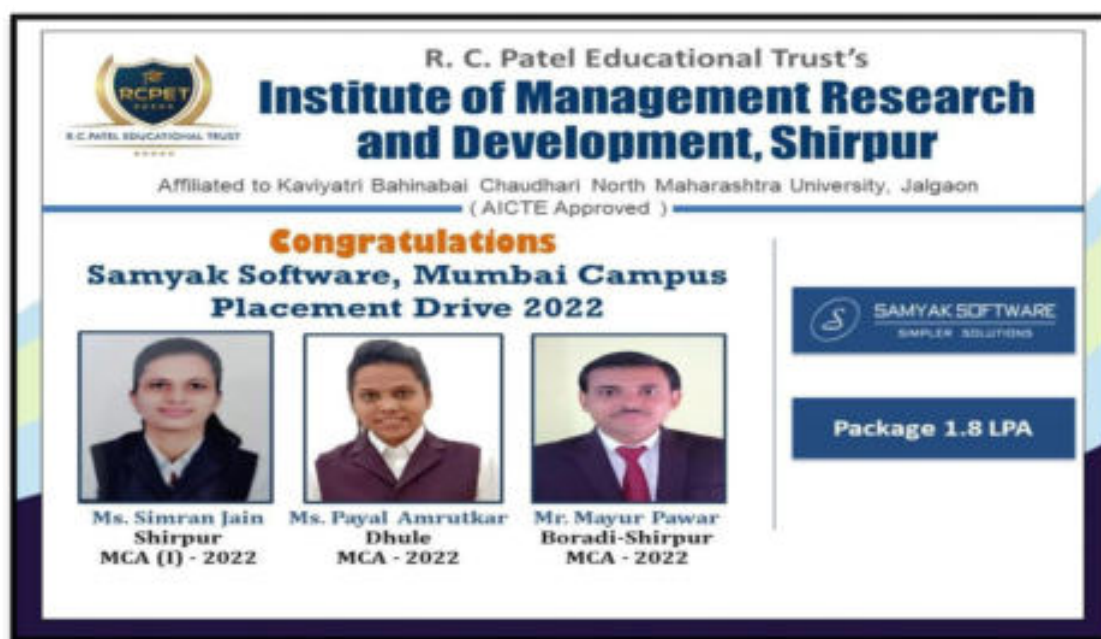 R. C. Patel Educational Trust's
Institute of Management Research
and Development, Shirpur
Affiliated to Kaviyatri Bahinabai Chaudhari North Maharashtra University, Jalgaon
( AICTE Approved )
RCPET
R.C.PATEL EDUCATIONAL TRUST
Congratulations
Samyak Software, Mumbai Campus
Placement Drive 2022
Ms. Simran Jain
Shirpur
MCA (I) - 2022
Ms. Payal Amrutkar
Dhule
MCA - 2022
Mr. Mayur Pawar
Boradi-Shirpur
MCA - 2022
S
SAMYAK SOFTWARE
SIMPLER SOLUTIONS
Package 1.8 LPA